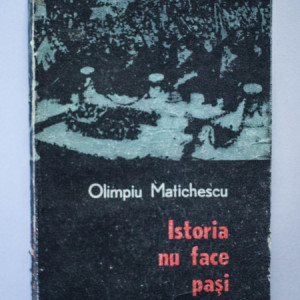 Olimpiu Matichescu
Istoria
nu face
pași